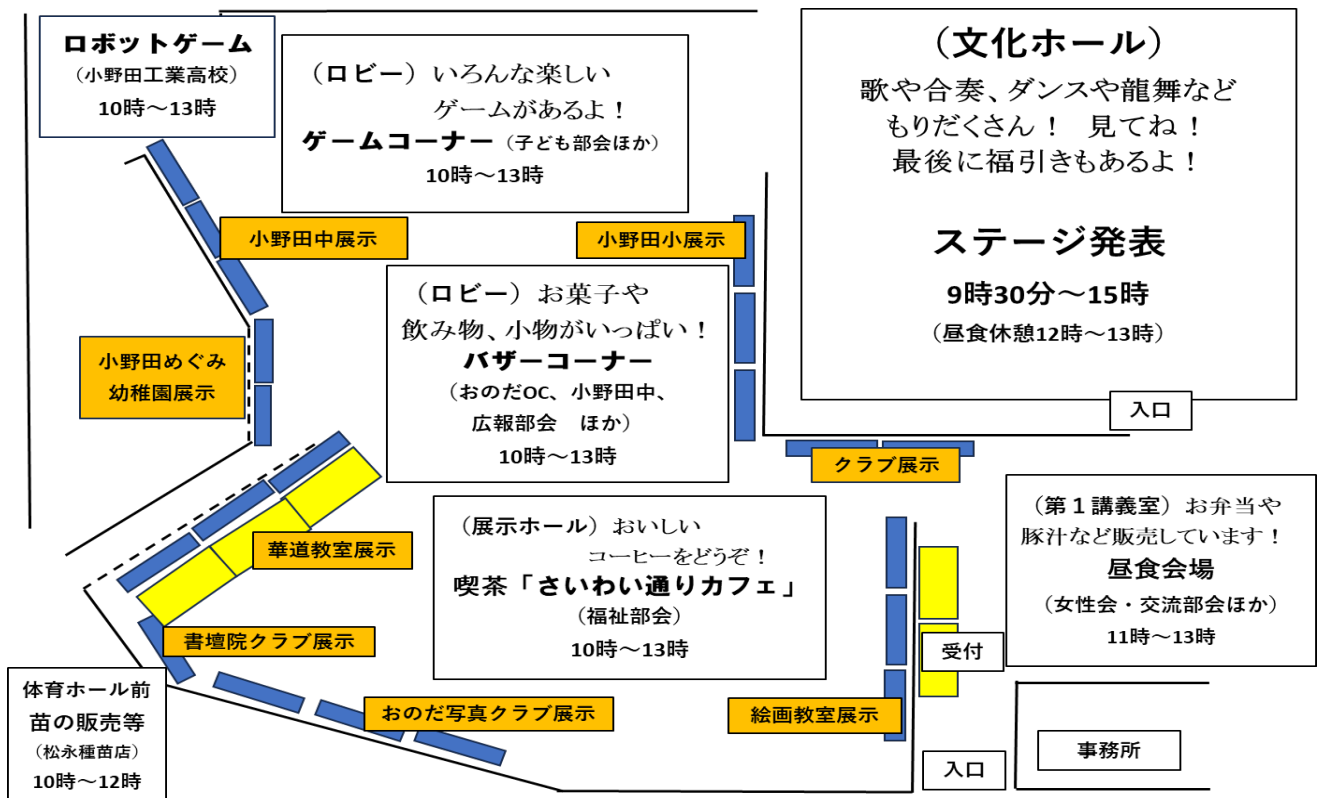 ロボットゲーム
（小野田工業高校）
10時～13時
（ロビー）いろんな楽しい
ゲームがあるよ！
ゲームコーナー（子ども部会ほか）
10時～13時
（文化ホール）
歌や合奏、ダンスや龍舞など
もりだくさん！　見てね！
最後に福引きもあるよ！
ステージ発表
9時30分～15時
（昼食休憩12時～13時）
入口
小野田中展示
小野田小展示
（ロビー）お菓子や
飲み物、小物がいっぱい！
バザーコーナー
（おのだOC、小野田中、
広報部会　ほか）
10時～13時
小野田めぐみ
幼稚園展示
クラブ展示
華道教室展示
（展示ホール）おいしい
コーヒーをどうぞ！
喫茶「さいわい通りカフェ」
（福祉部会）
10時～13時
（第１講義室）お弁当や
豚汁など販売しています！
昼食会場
（女性会・交流部会ほか）
11時～13時
受付
書壇院クラブ展示
体育ホール前
苗の販売等
（松永種苗店）
10時～12時
おのだ写真クラブ展示
絵画教室展示
入口
事務所